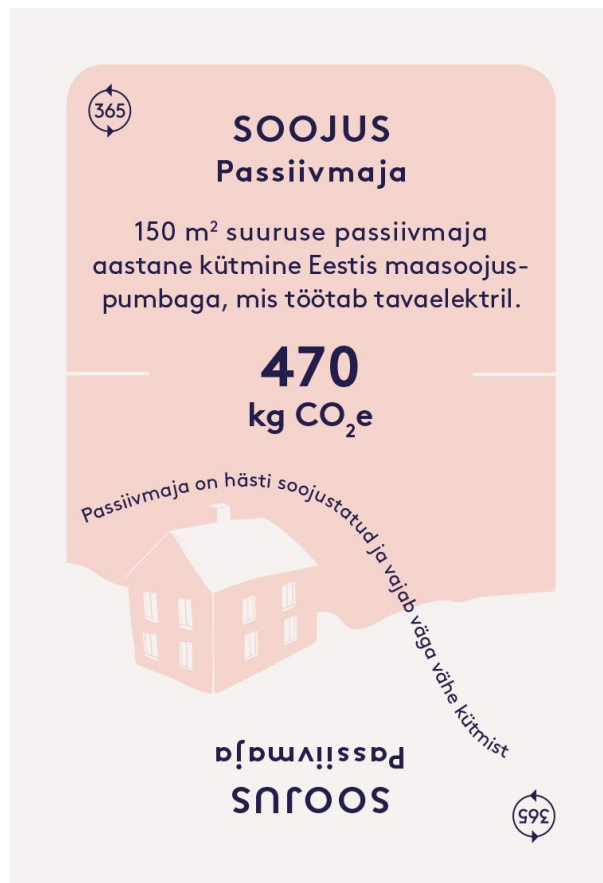 365
SOOJUS
Passiivmaja
150 m² suuruse passiivmaja
aastane kütmine Eestis maasoojus-
pumbaga, mis töötab tavaelektril.
470
kg CO₂e
Passiivmaja on hästi soojustatud ja vajab väga vähe kütmist
Passiivmaja
SOOJUS
365